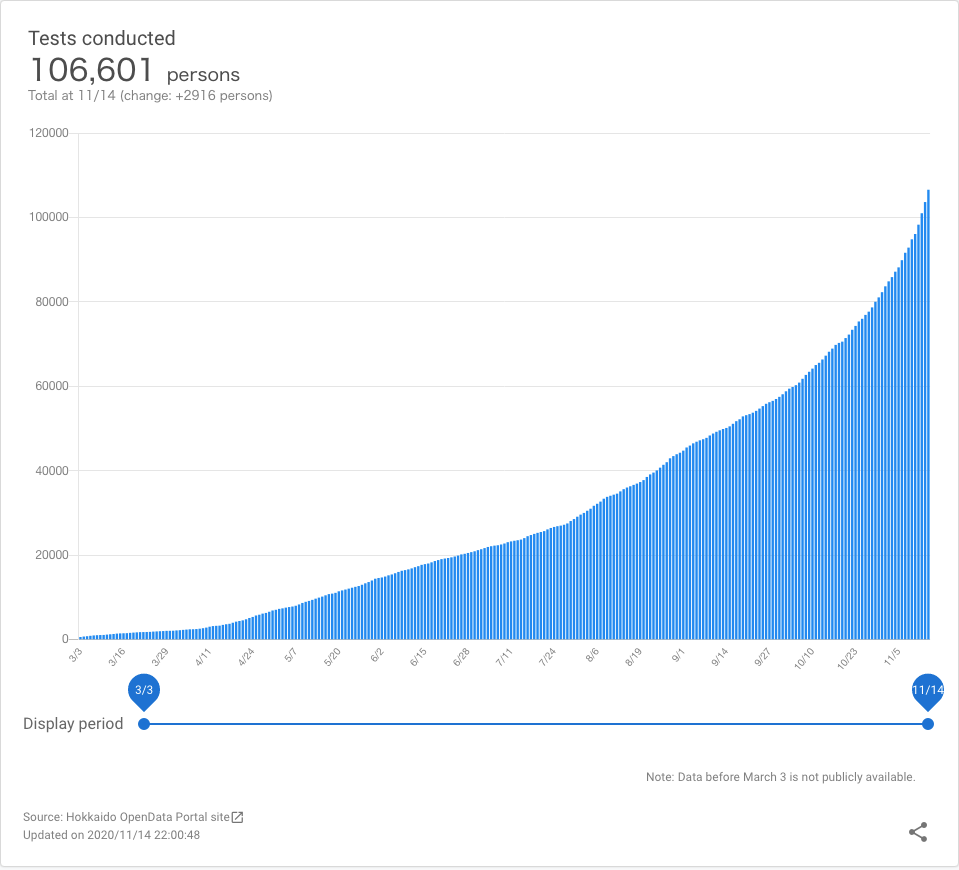 Tests conducted
106,601 persons
Total at 11/14 (change: +2916 persons)
120000
100000
80000
60000
40000
20000
0
3/3 3/16 3/29 4/11 4/24 5/7 5/20 6/2 6/15 6/28 7/11 7/24 8/6 8/19 9/1 9/14 9/27 10/10 10/23 11/5
3/3 11/14
Display period
Note: Data before March 3 is not publicly available.
Source: Hokkaido OpenData Portal site
Updated on 2020/11/14 22:00:48